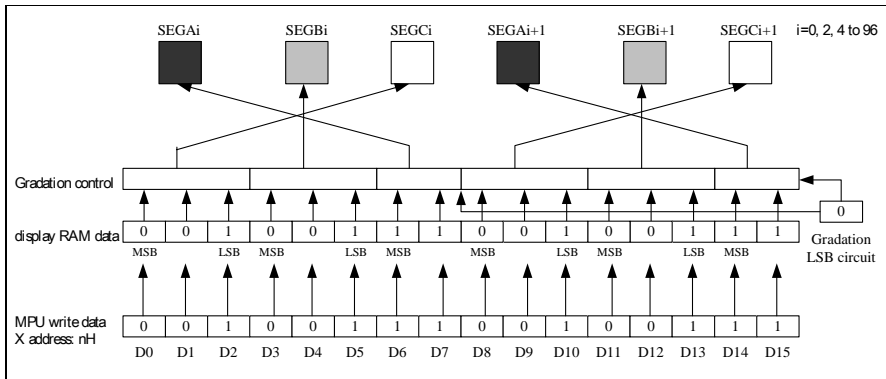 SEGAi SEGBi SEGCi SEGAi+1 SEGBi+1 SEGCi+1 i=0, 2, 4 to 96
Gradation control
0
display RAM data 0 0 1 0 0 1 1 1 0 0 1 0 0 1 1 1
Gradation
LSB circuit
MSB LSB MSB LSB MSB MSB LSB MSB LSB MSB
MPU write data
X address: nH
0 0 1 0 0 1 1 1 0 0 1 0 0 1 1 1
D0 D1 D2 D3 D4 D5 D6 D7 D8 D9 D10 D11 D12 D13 D14 D15